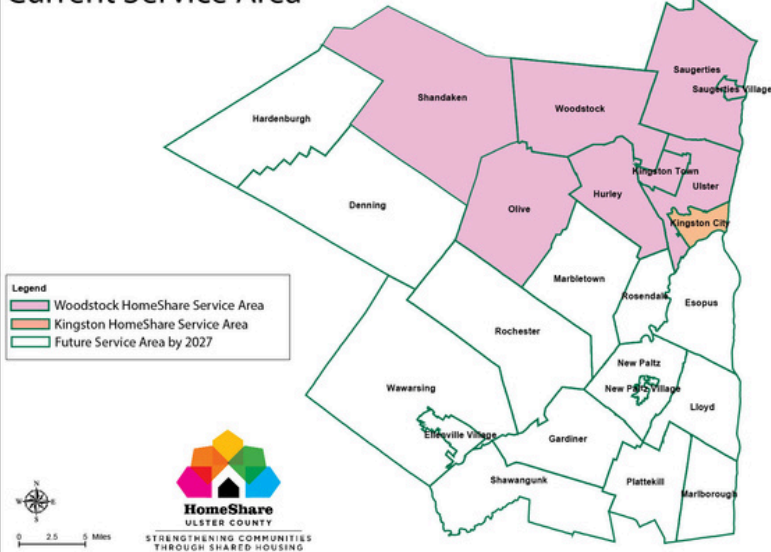 Current Service Area
Saugerties
Saugerties Village
Shandaken
Woodstock
Hardenburgh
Kingston Town
Ulster
Hurley
Denning
Olive
Kingston City
Marbletown
Rosendale
Esopus
Rochester
New Paltz
Wawarsing
New Paltz Village
Lloyd
Ellenville Village
Gardiner
Shawangunk
Plattekill
Marlborough
Legend
Woodstock HomeShare Service Area
Kingston HomeShare Service Area
Future Service Area by 2027
N
W E
S
0 2.5 5 Miles
HomeShare
ULSTER COUNTY
STRENGTHENING COMMUNITIES
THROUGH SHARED HOUSING